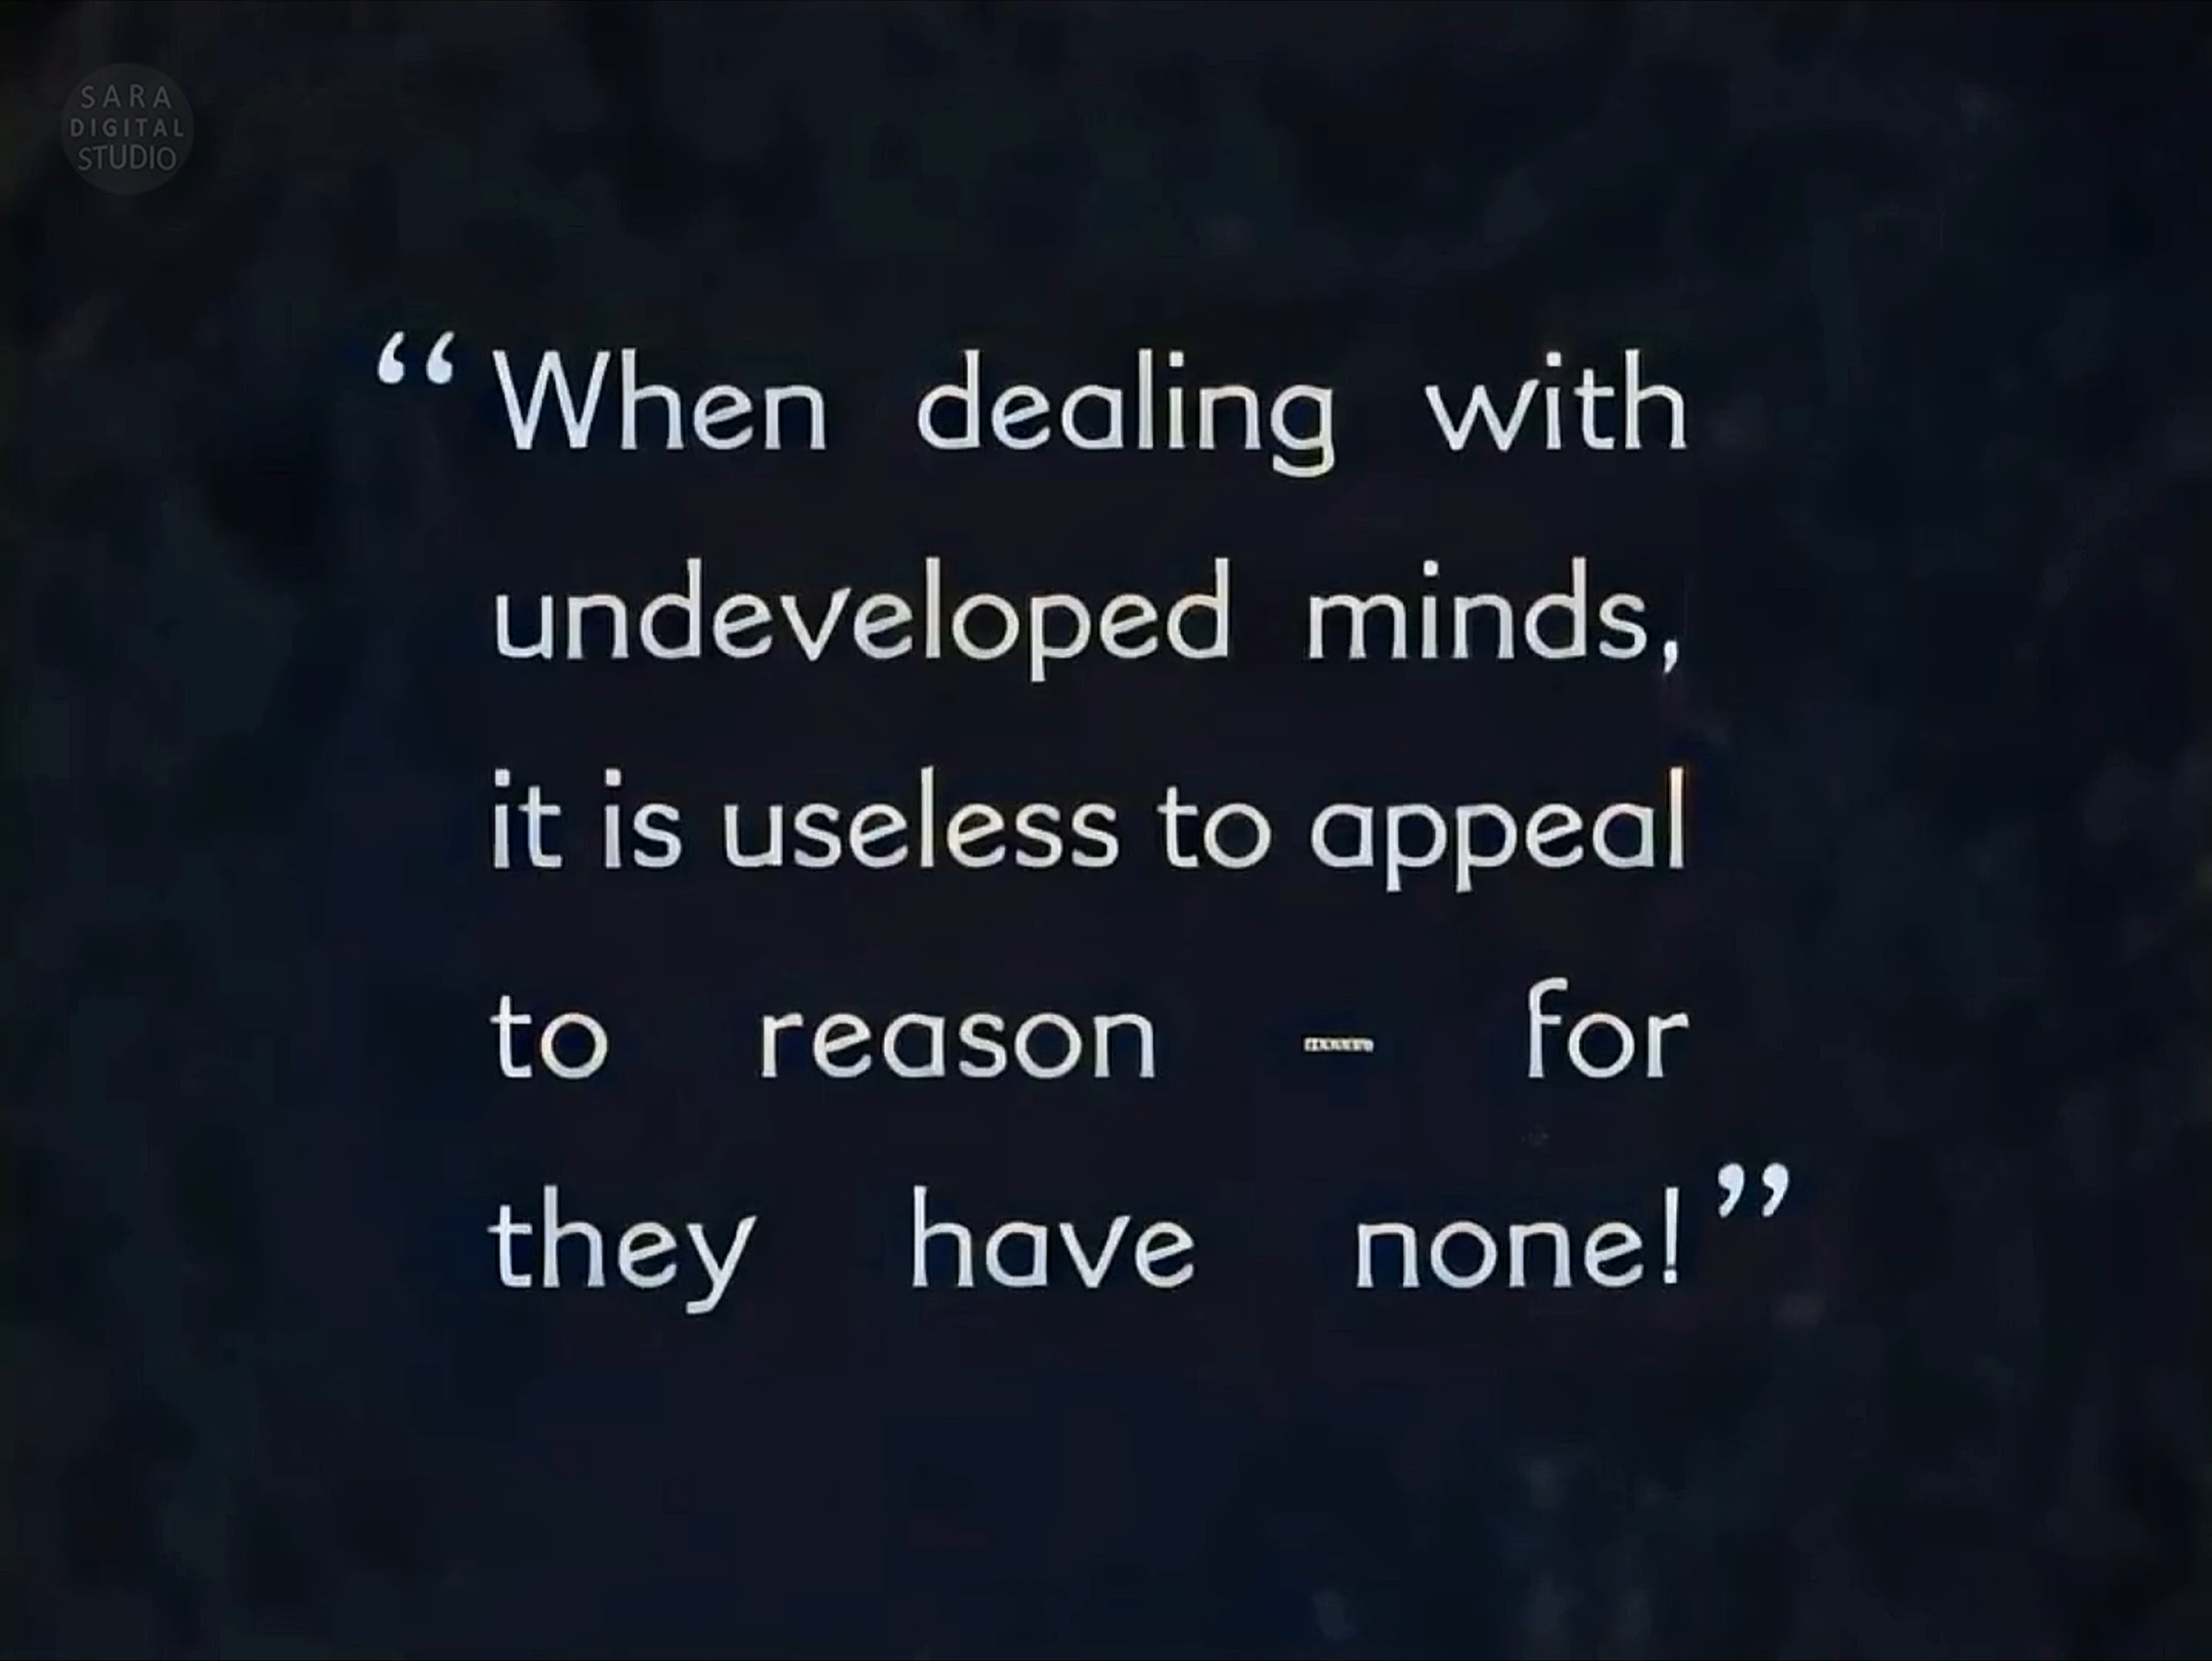 SARA
DIGITAL
STUDIO
“When dealing with
undeveloped minds,
it is useless to appeal
to reason – for
they have none!”